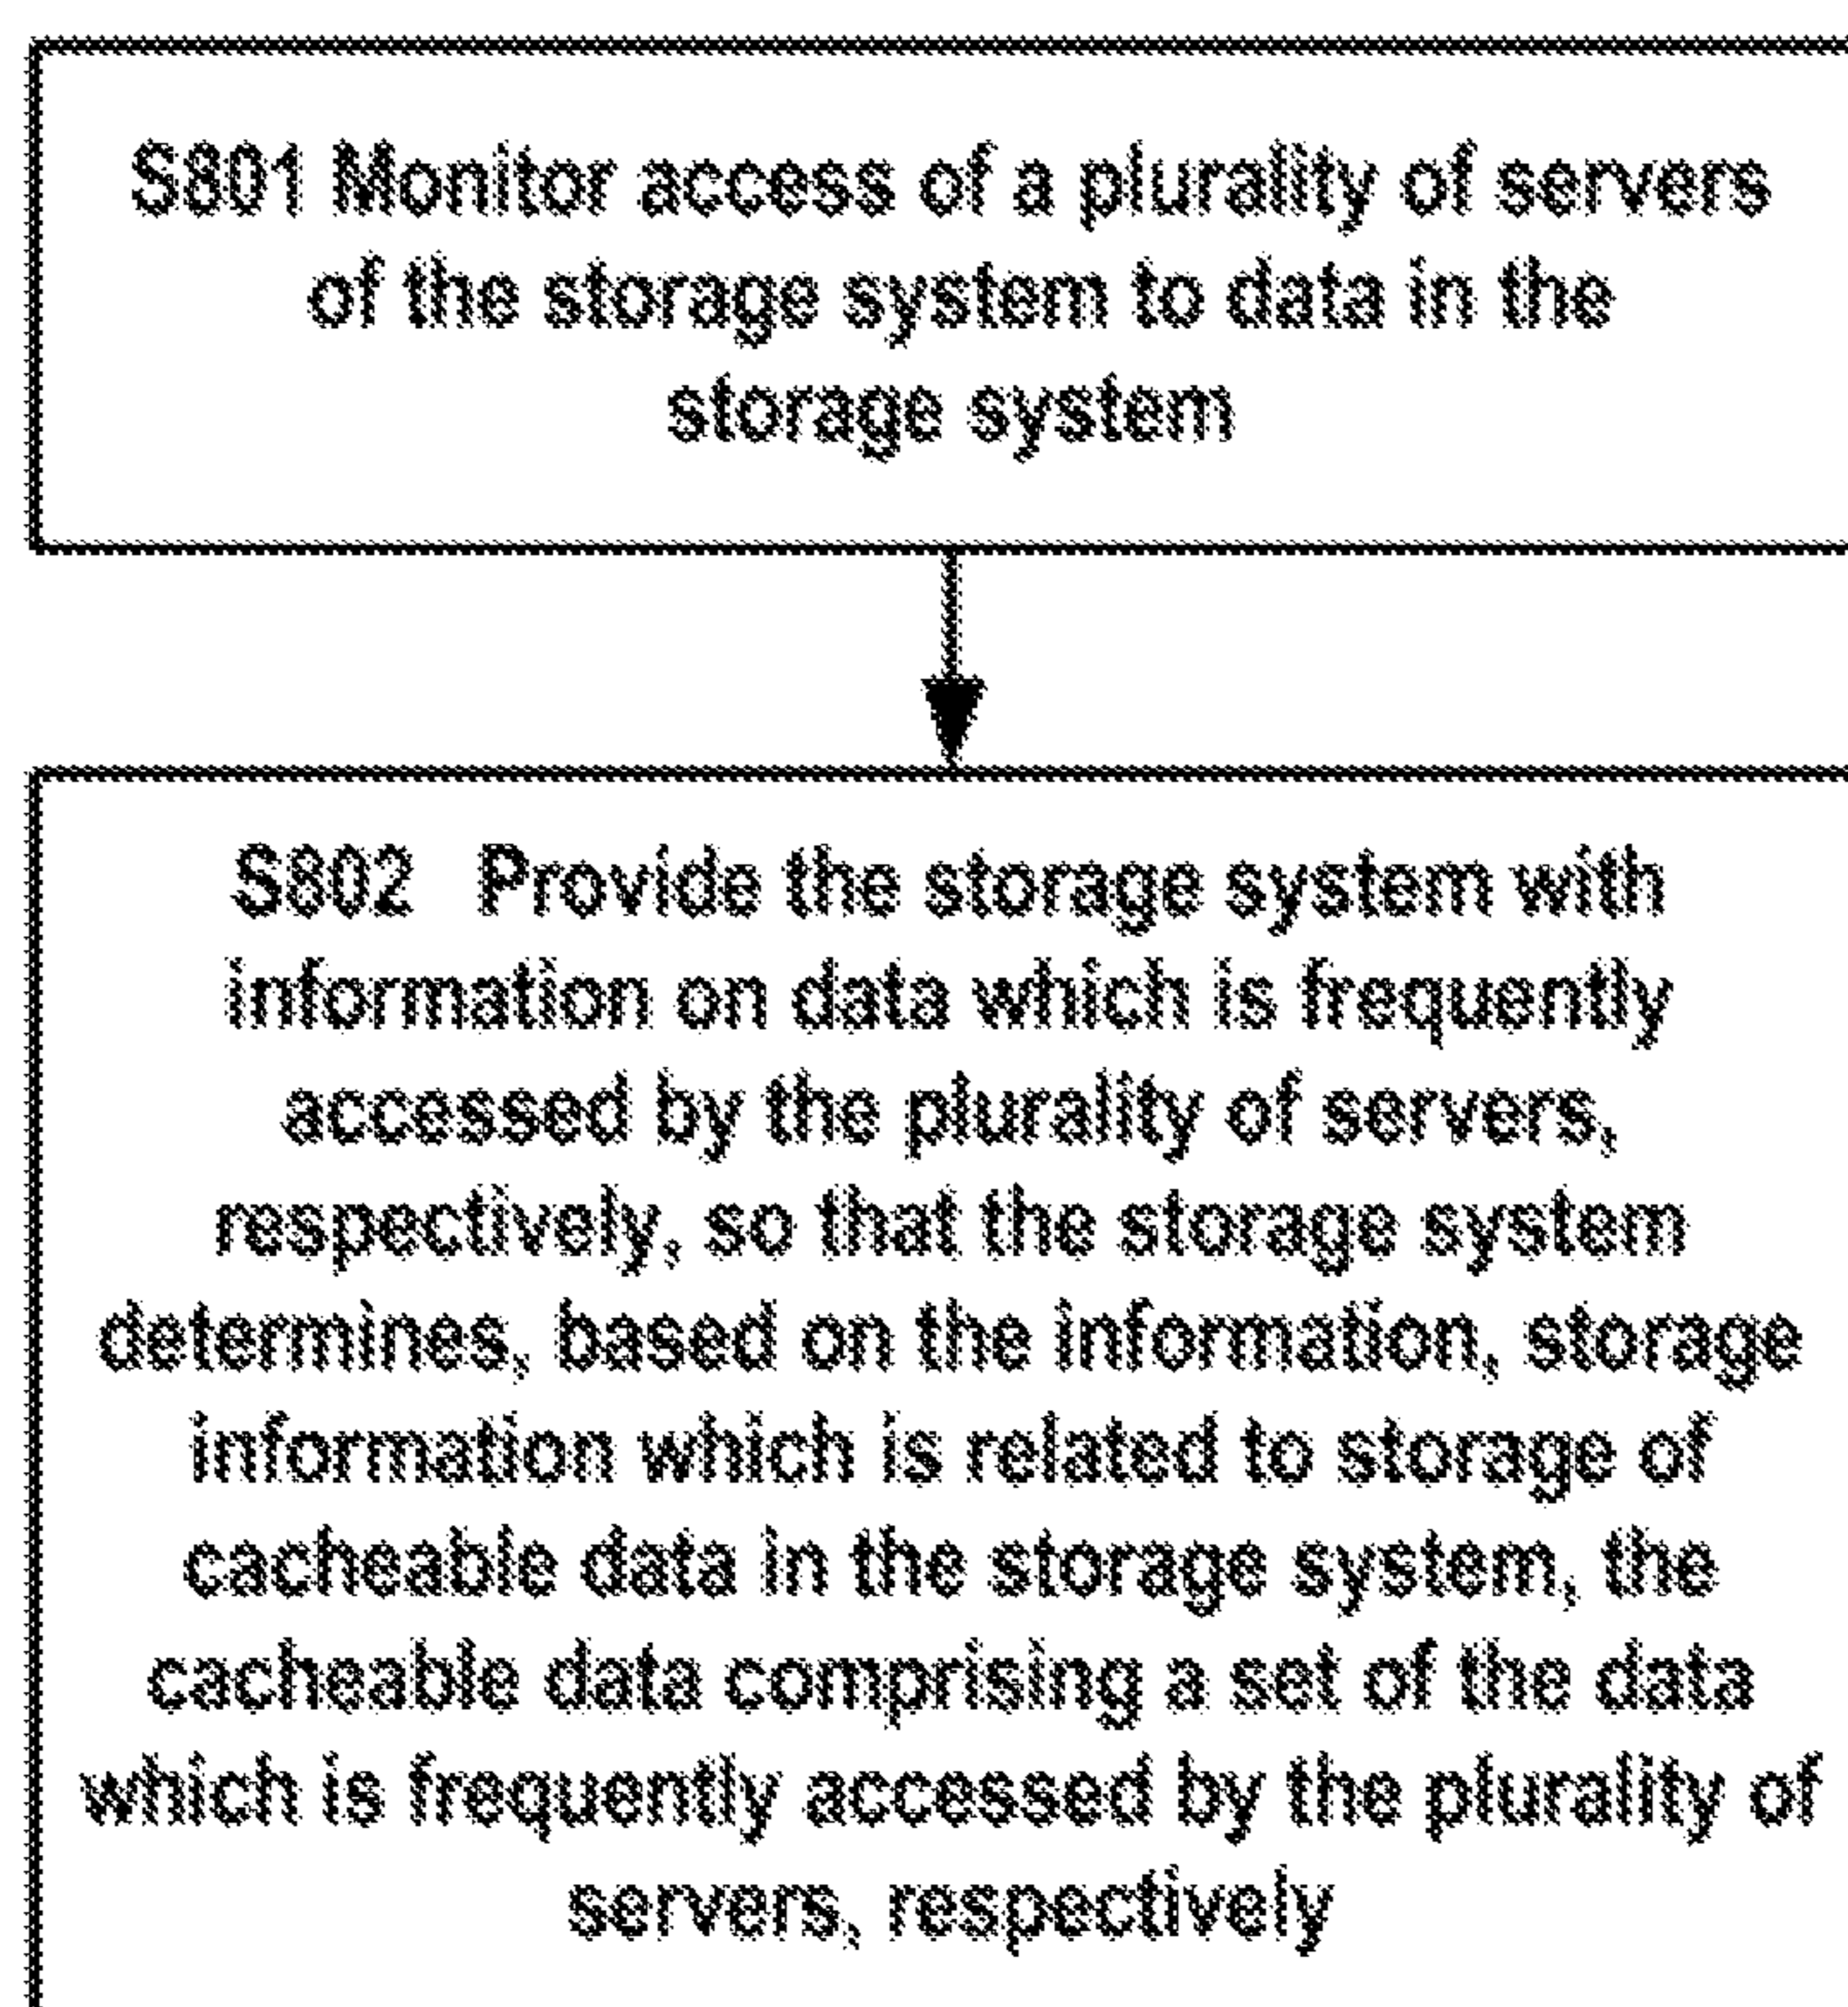 S801 Monitor access of a plurality of servers
of the storage system to data in the
storage system
S802 Provide the storage system with
information on data which is frequently
accessed by the plurality of servers,
respectively, so that the storage system
determines, based on the information, storage
information which is related to storage of
cacheable data in the storage system, the
cacheable data comprising a set of the data
which is frequently accessed by the plurality of
servers, respectively